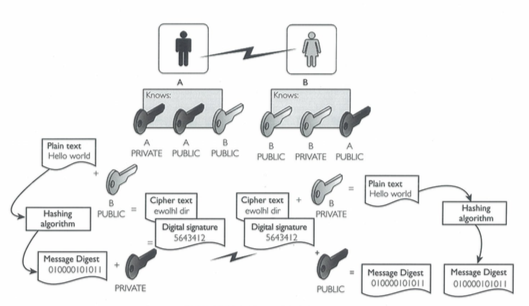 A
B
Knows:
Knows:
A
PRIVATE
A
PUBLIC
B
PUBLIC
B
PUBLIC
B
PRIVATE
A
PUBLIC
Plain text
Hello world
+
B
PUBLIC
=
Cipher text
ewolhl dir
Digital signature
5643412
=
Hashing
algorithm
Message Digest
010000101011
+
PRIVATE
Cipher text
ewolhl dir
Digital signature
5643412
+
B
PRIVATE
=
Plain text
Hello world
Hashing
algorithm
+
PUBLIC
=
Message Digest
010000101011
Message Digest
010000101011